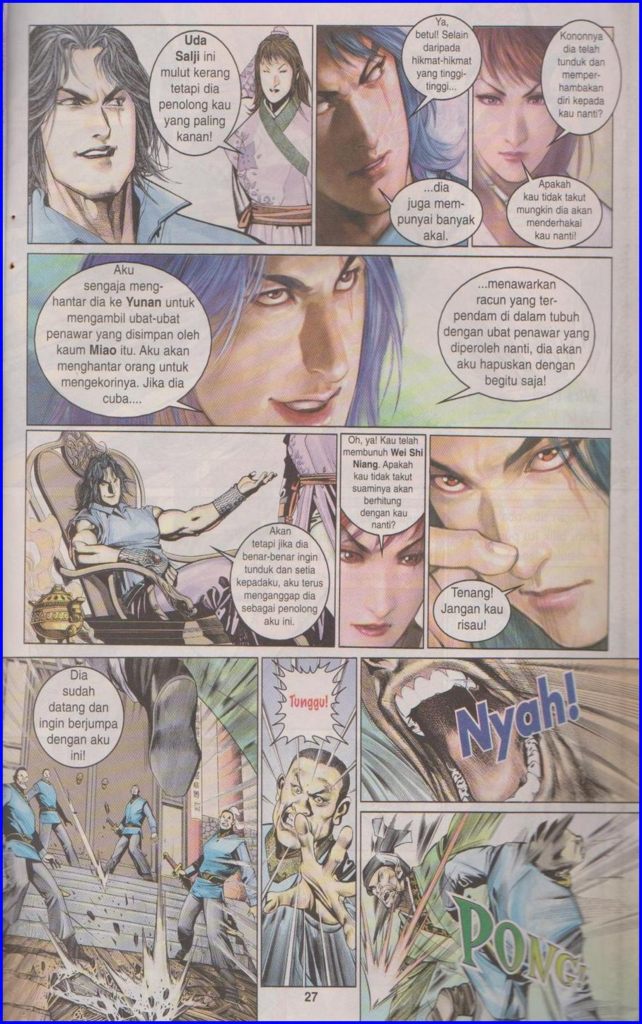 Uda
Salji ini
mulut kerang
tetapi dia
penolong kau
yang paling
kanan!
Ya,
betul! Selain
daripada
hikmat-hikmat
yang tinggi-
tinggi...
...dia
juga mem-
punyai banyak
akal.
Kononnya
dia telah
tunduk dan
memper-
hambakan
diri kepada
kau nanti?
Apakah
kau tidak takut
mungkin dia akan
menderhakai
kau nanti!
Aku
sengaja meng-
hantar dia ke Yunan untuk
mengambil ubat-ubat
penawar yang disimpan oleh
kaum Miao itu. Aku akan
menghantar orang untuk
mengekorinya. Jika dia
cuba....
...menawarkan
racun yang ter-
pendam di dalam tubuh
dengan ubat penawar yang
diperoleh nanti, dia akan
aku hapuskan dengan
begitu saja!
Akan
tetapi jika dia
benar-benar ingin
tunduk dan setia
kepadaku, aku terus
menganggap dia
sebagai penolong
aku ini.
Oh, ya! Kau telah
membunuh Wei Shi
Niang. Apakah
kau tidak takut
suaminya akan
berhitung
dengan kau
nanti?
Tenang!
Jangan kau
risau!
Dia
sudah
datang dan
ingin berjumpa
dengan aku
ini!
Tunggu!
Nyah!
PONG!
27